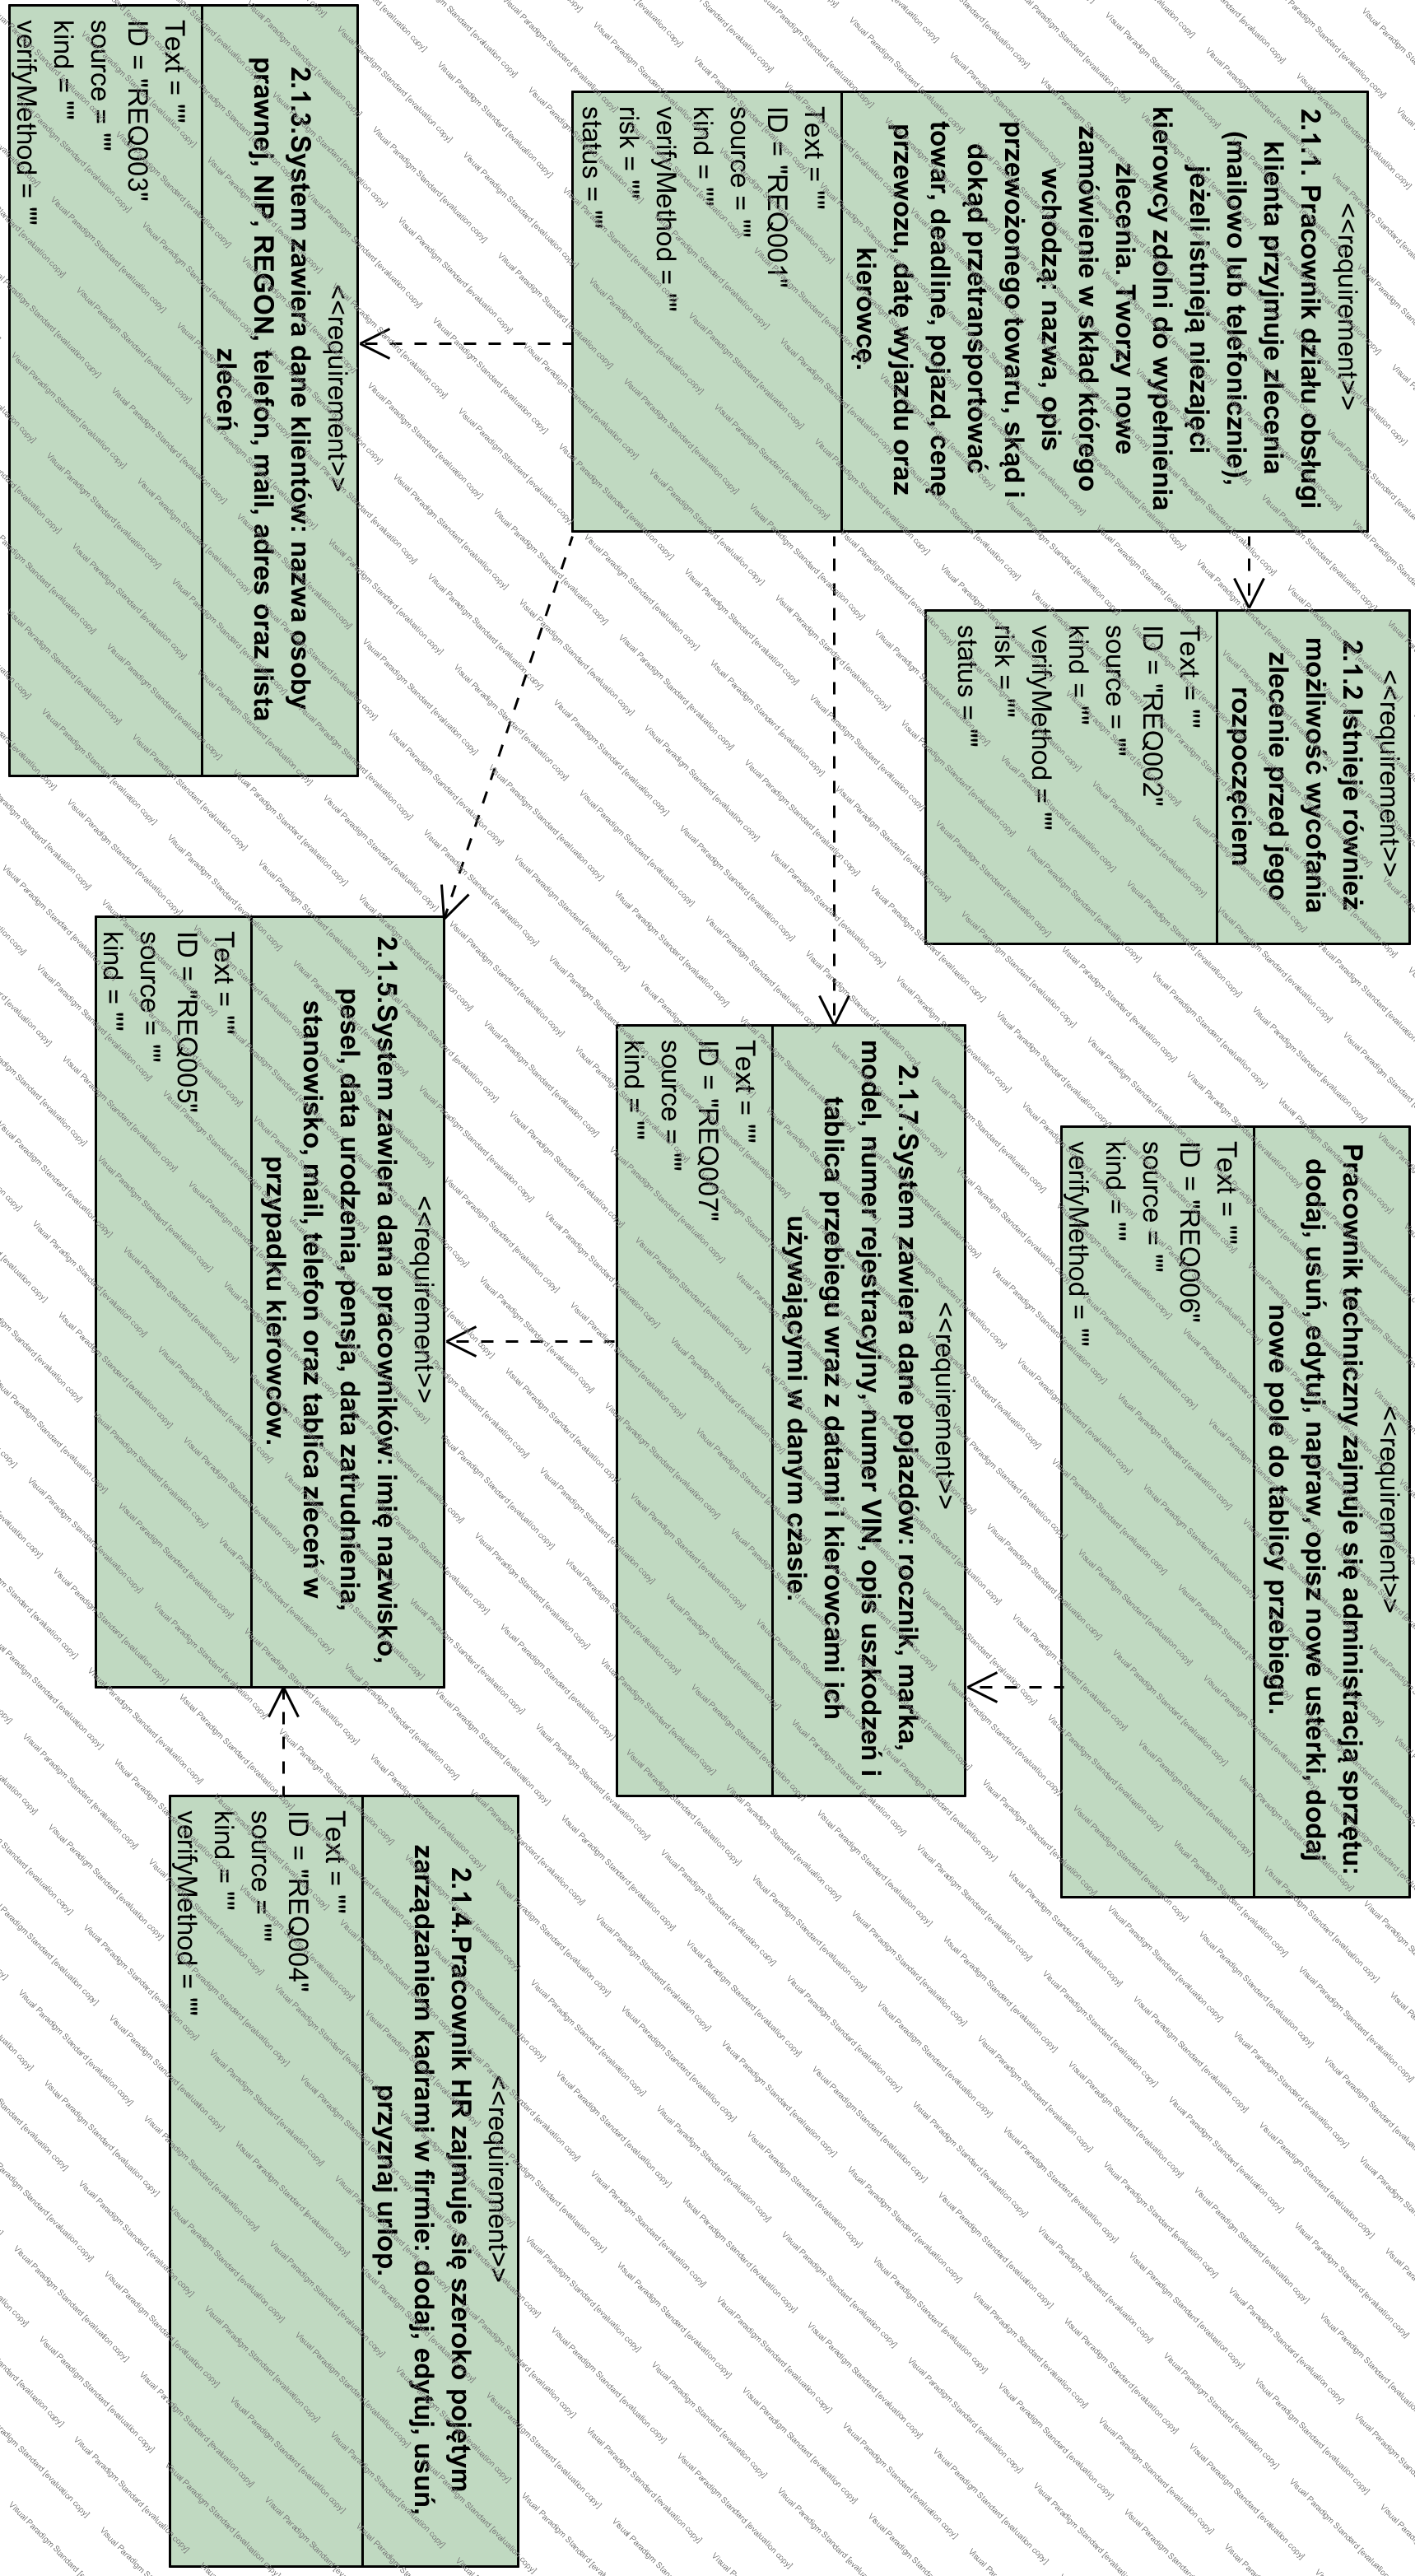 <<requirement>>
2.1.1. Pracownik działu obsługi
klienta przyjmuje zlecenia
(mailowo lub telefonicznie),
jeżeli istnieją niezajęci
kierowcy zdolni do wypełnienia
zlecenia. Tworzy nowe
zamówienie w skład którego
wchodzą: nazwa, opis
przewożonego towaru, skąd i
dokąd przetransportować
towar, deadline, pojazd, cenę
przewozu, datę wyjazdu oraz
kierowcę.
Text = ""
ID = "REQ001"
source = ""
kind = ""
verifyMethod = ""
risk = ""
status = ""
<<requirement>>
2.1.2 Istnieje również
możliwość wycofania
zlecenie przed jego
rozpoczęciem
Text = ""
ID = "REQ002"
source = ""
kind = ""
verifyMethod = ""
risk = ""
status = ""
<<requirement>>
Pracownik techniczny zajmuje się administracją sprzętu:
dodaj, usuń, edytuj, napraw, opisz nowe usterki, dodaj
nowe pole do tablicy przebiegu.
Text = ""
ID = "REQ006"
source = ""
kind = ""
verifyMethod = ""
<<requirement>>
2.1.7.System zawiera dane pojazdów: rocznik, marka,
model, numer rejestracyjny, numer VIN, opis uszkodzeń i
tablica przebiegu wraz z datami i kierowcami ich
używającymi w danym czasie.
Text = ""
ID = "REQ007"
source = ""
kind = ""
<<requirement>>
2.1.3.System zawiera dane klientów: nazwa osoby
prawnej, NIP, REGON, telefon, mail, adres oraz lista
zleceń
Text = ""
ID = "REQ003"
source = ""
kind = ""
verifyMethod = ""
<<requirement>>
2.1.5.System zawiera dana pracowników: imię nazwisko,
pesel, data urodzenia, pensja, data zatrudnienia,
stanowisko, mail, telefon oraz tablica zleceń w
przypadku kierowców.
Text = ""
ID = "REQ005"
source = ""
kind = ""
<<requirement>>
2.1.4.Pracownik HR zajmuje się szeroko pojętym
zarządzaniem kadrami w firmie: dodaj, edytuj, usuń,
przyznaj urlop.
Text = ""
ID = "REQ004"
source = ""
kind = ""
verifyMethod = ""
Visual Paradigm Standard [evaluation copy]